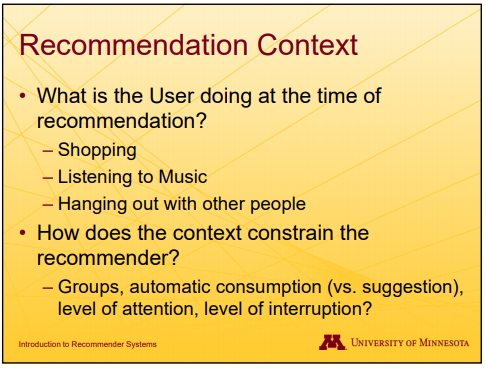 Recommendation Context
• What is the User doing at the time of
recommendation?
– Shopping
– Listening to Music
– Hanging out with other people
• How does the context constrain the
recommender?
– Groups, automatic consumption (vs. suggestion),
level of attention, level of interruption?
Introduction to Recommender Systems
M UNIVERSITY OF MINNESOTA